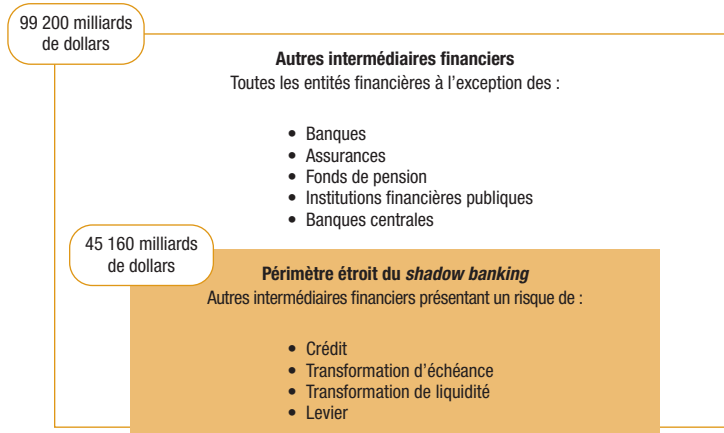 99 200 milliards
de dollars
Autres intermédiaires financiers
Toutes les entités financières à l'exception des :
• Banques
• Assurances
• Fonds de pension
• Institutions financières publiques
• Banques centrales
45 160 milliards
de dollars
Périmètre étroit du shadow banking
Autres intermédiaires financiers présentant un risque de :
• Crédit
• Transformation d'échéance
• Transformation de liquidité
• Levier